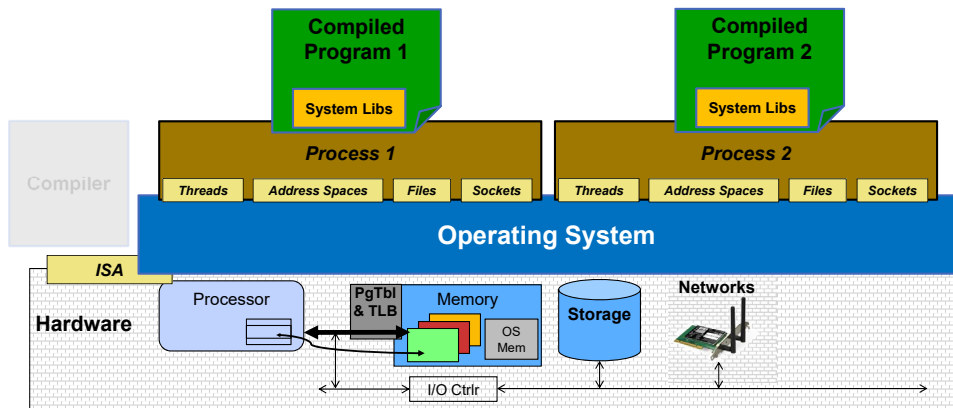 Compiled
Program 1
System Libs
Compiled
Program 2
System Libs
Process 1
Threads
Address Spaces
Files
Sockets
Process 2
Threads
Address Spaces
Files
Sockets
Compiler
Operating System
ISA
Hardware
Processor
PgTbl
& TLB
Memory
OS
Mem
Storage
Networks
I/O Ctrlr